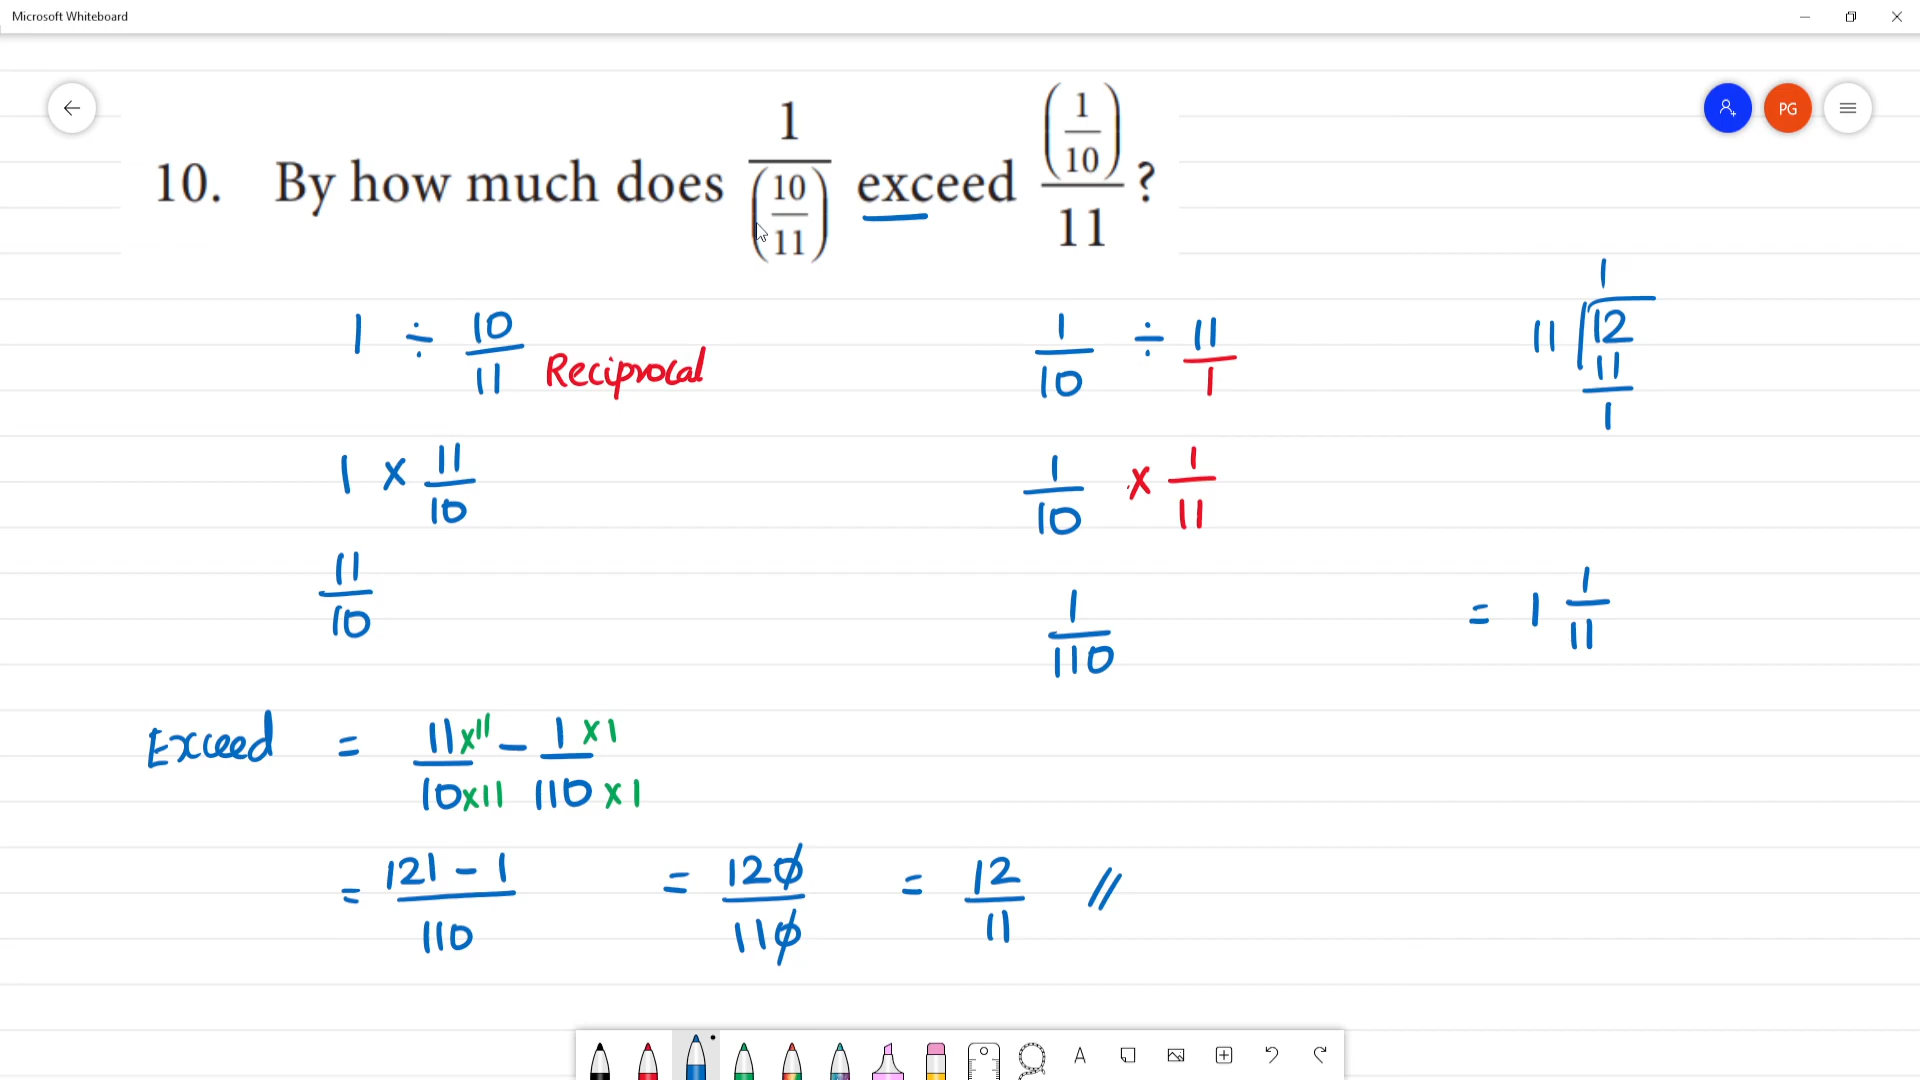 Microsoft Whiteboard
PG
10. By how much does 1/(10/11) exceed (1/10)/11 ?
1 ÷ 10/11 Reciprocal
1 × 11/10
11/10
1/10 ÷ 11/1
1/10 × 1/11
1/110
1
11 12
11
1
= 1 1/11
Exceed = 11×11/10×11 - 1×1/110×1
= 121 - 1/110 = 120/110 = 12/11 //
A